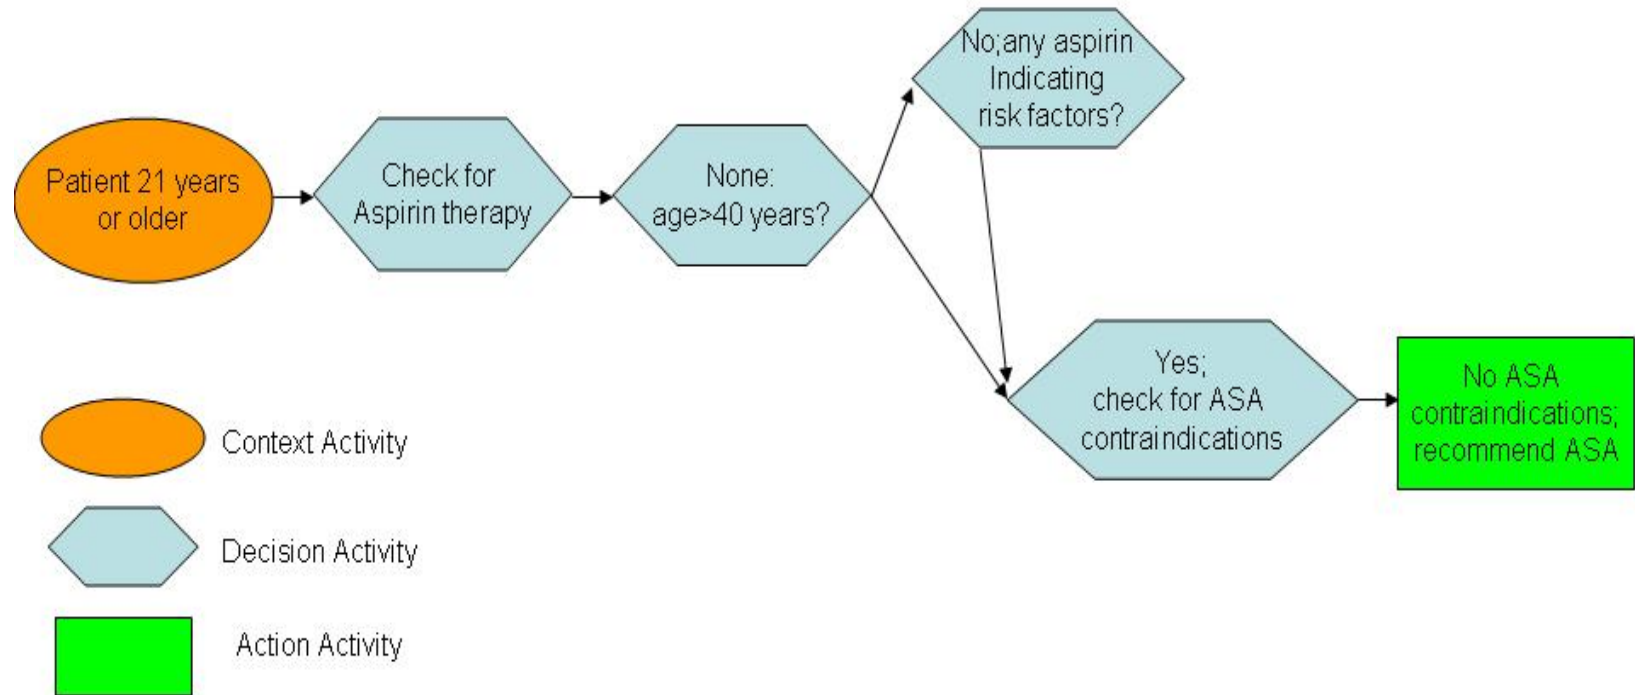 Patient 21 years
or older
Check for
Aspirin therapy
None:
age>40 years?
No;any aspirin
Indicating
risk factors?
Yes;
check for ASA
contraindications
No ASA
contraindications;
recommend ASA
Context Activity
Decision Activity
Action Activity